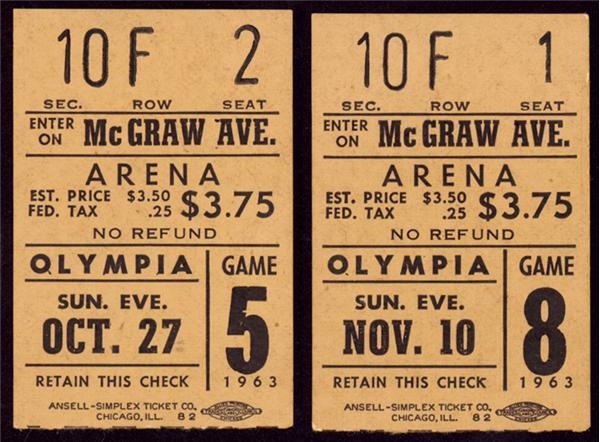 10 F 2
SEC. ROW SEAT
ENTER ON McGRAW AVE.
ARENA
EST. PRICE $3.50
FED. TAX .25 $3.75
NO REFUND
OLYMPIA
SUN. EVE.
OCT. 27
RETAIN THIS CHECK
GAME
5
1963
ANSELL-SIMPLEX TICKET CO.
CHICAGO, ILL. 82
10 F 1
SEC. ROW SEAT
ENTER ON McGRAW AVE.
ARENA
EST. PRICE $3.50
FED. TAX .25 $3.75
NO REFUND
OLYMPIA
SUN. EVE.
NOV. 10
RETAIN THIS CHECK
GAME
8
1963
ANSELL-SIMPLEX TICKET CO.
CHICAGO, ILL. 82